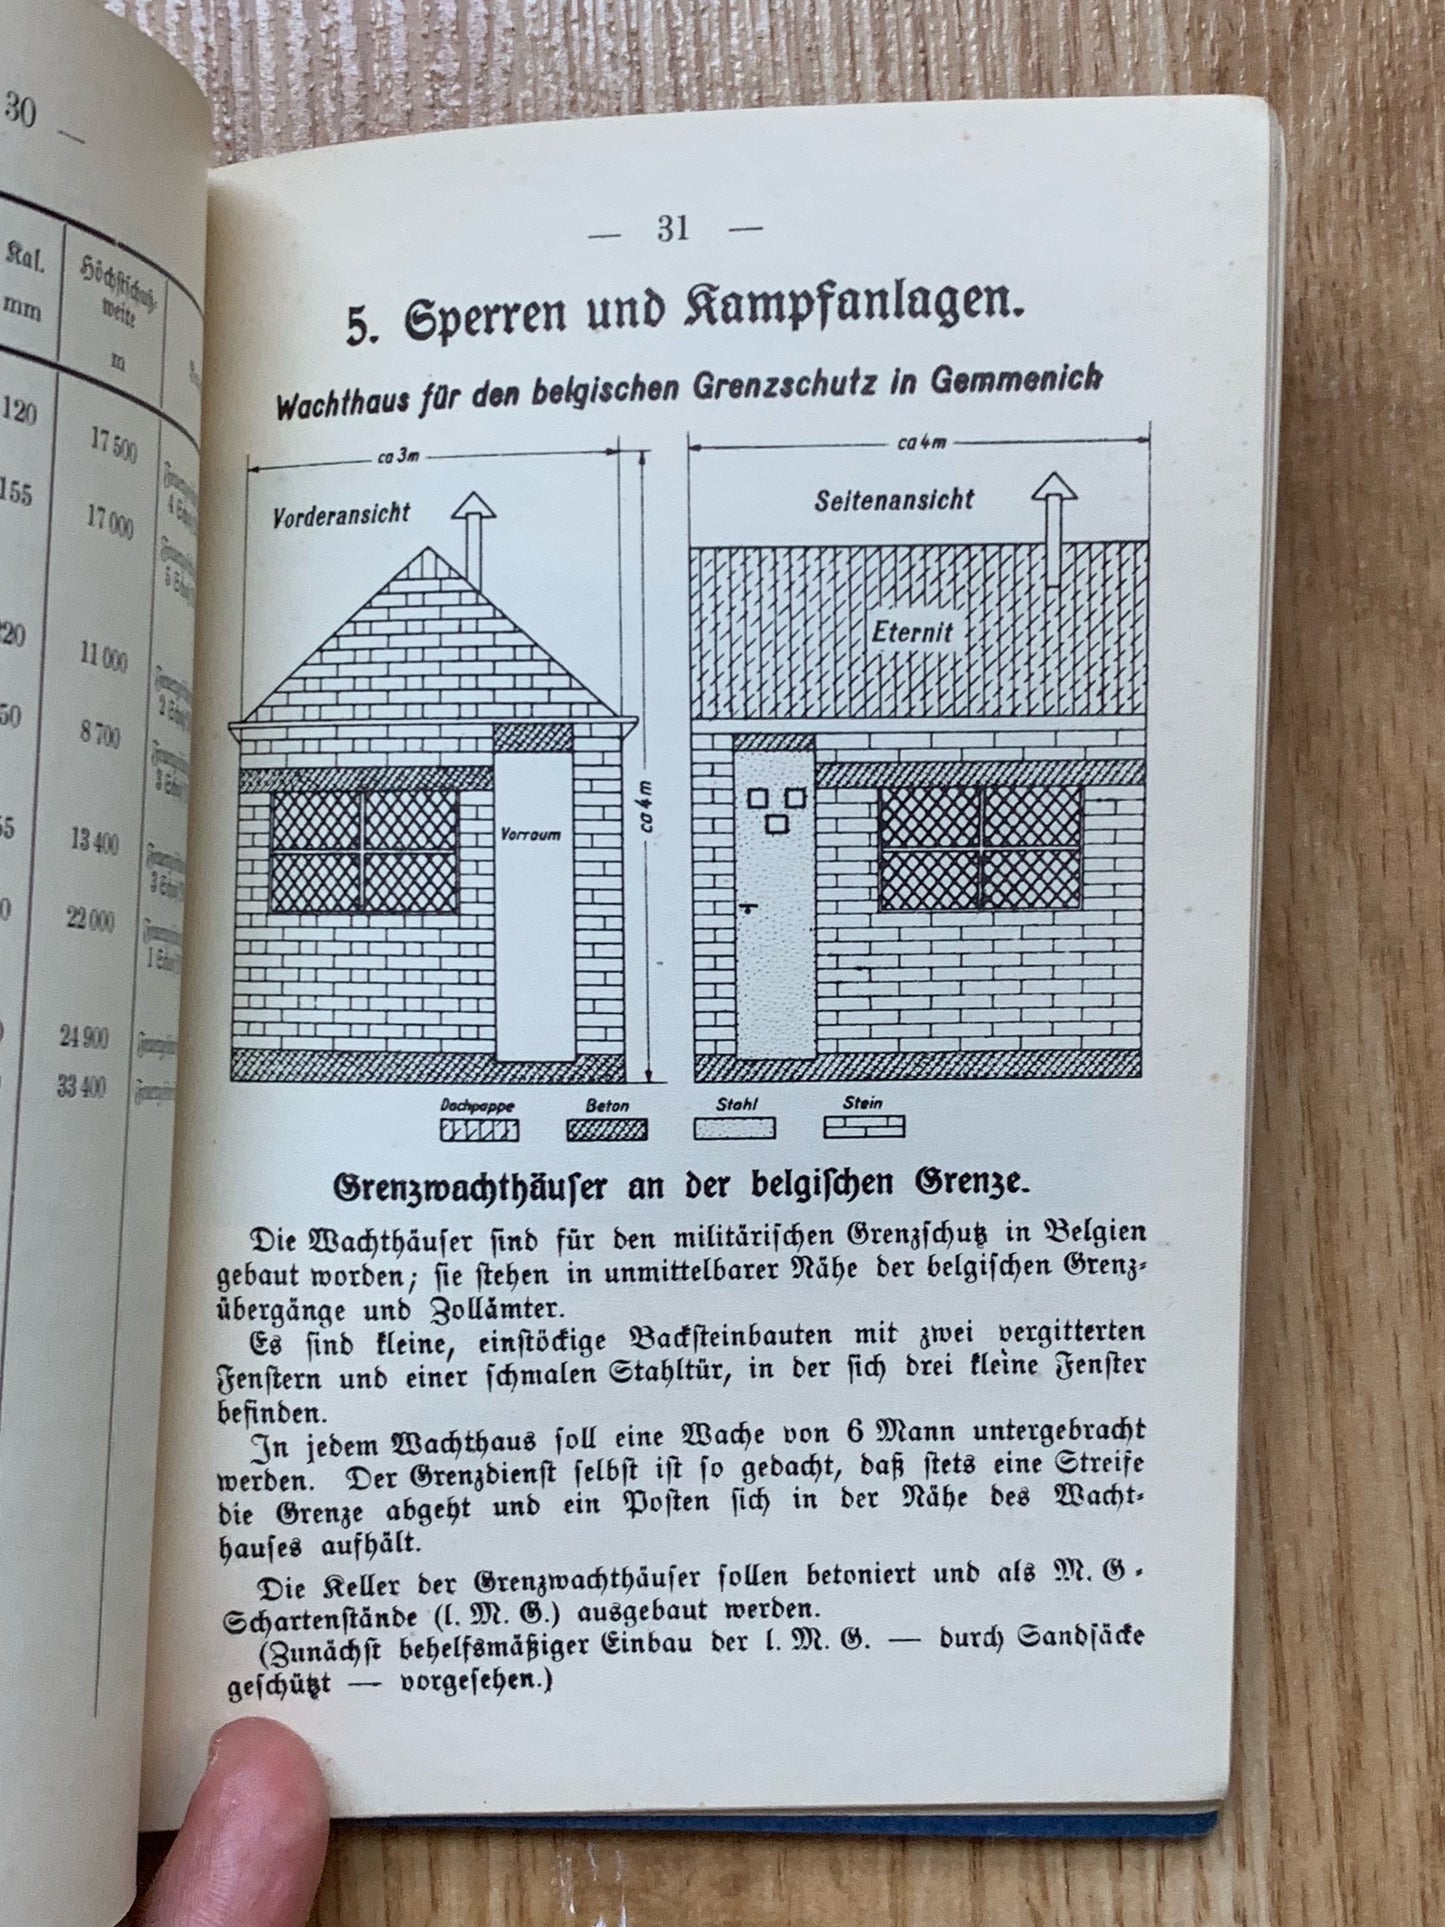 30 —
Kal.
mm
Höchstschuß-
weite
m
120
17 500
155
17 000
11 000
8 700
13 400
22 000
24 900
33 400
— 31 —
5. Sperren und Kampfanlagen.
Wachthaus für den belgischen Grenzschutz in Gemmenich
ca 3m
ca 4m
Vorderansicht
Seitenansicht
Eternit
ca 4m
Vorraum
Dachpappe Beton Stahl Stein
Grenzwachthäuſer an der belgiſchen Grenze.
Die Wachthäuſer ſind für den militäriſchen Grenzſchutz in Belgien
gebaut worden; ſie ſtehen in unmittelbarer Nähe der belgiſchen Grenz-
übergänge und Zollämter.
Es ſind kleine, einſtöckige Backſteinbauten mit zwei vergitterten
Fenſtern und einer ſchmalen Stahltür, in der ſich drei kleine Fenſter
befinden.
In jedem Wachthaus ſoll eine Wache von 6 Mann untergebracht
werden. Der Grenzdienſt ſelbſt iſt ſo gedacht, daß ſtets eine Streife
die Grenze abgeht und ein Poſten ſich in der Nähe des Wacht-
hauſes aufhält.
Die Keller der Grenzwachthäuſer ſollen betoniert und als M. G.-
Schartenſtände (l. M. G.) ausgebaut werden.
(Zunächſt behelfsmäßiger Einbau der l. M. G. — durch Sandſäcke
geſchützt — vorgeſehen.)